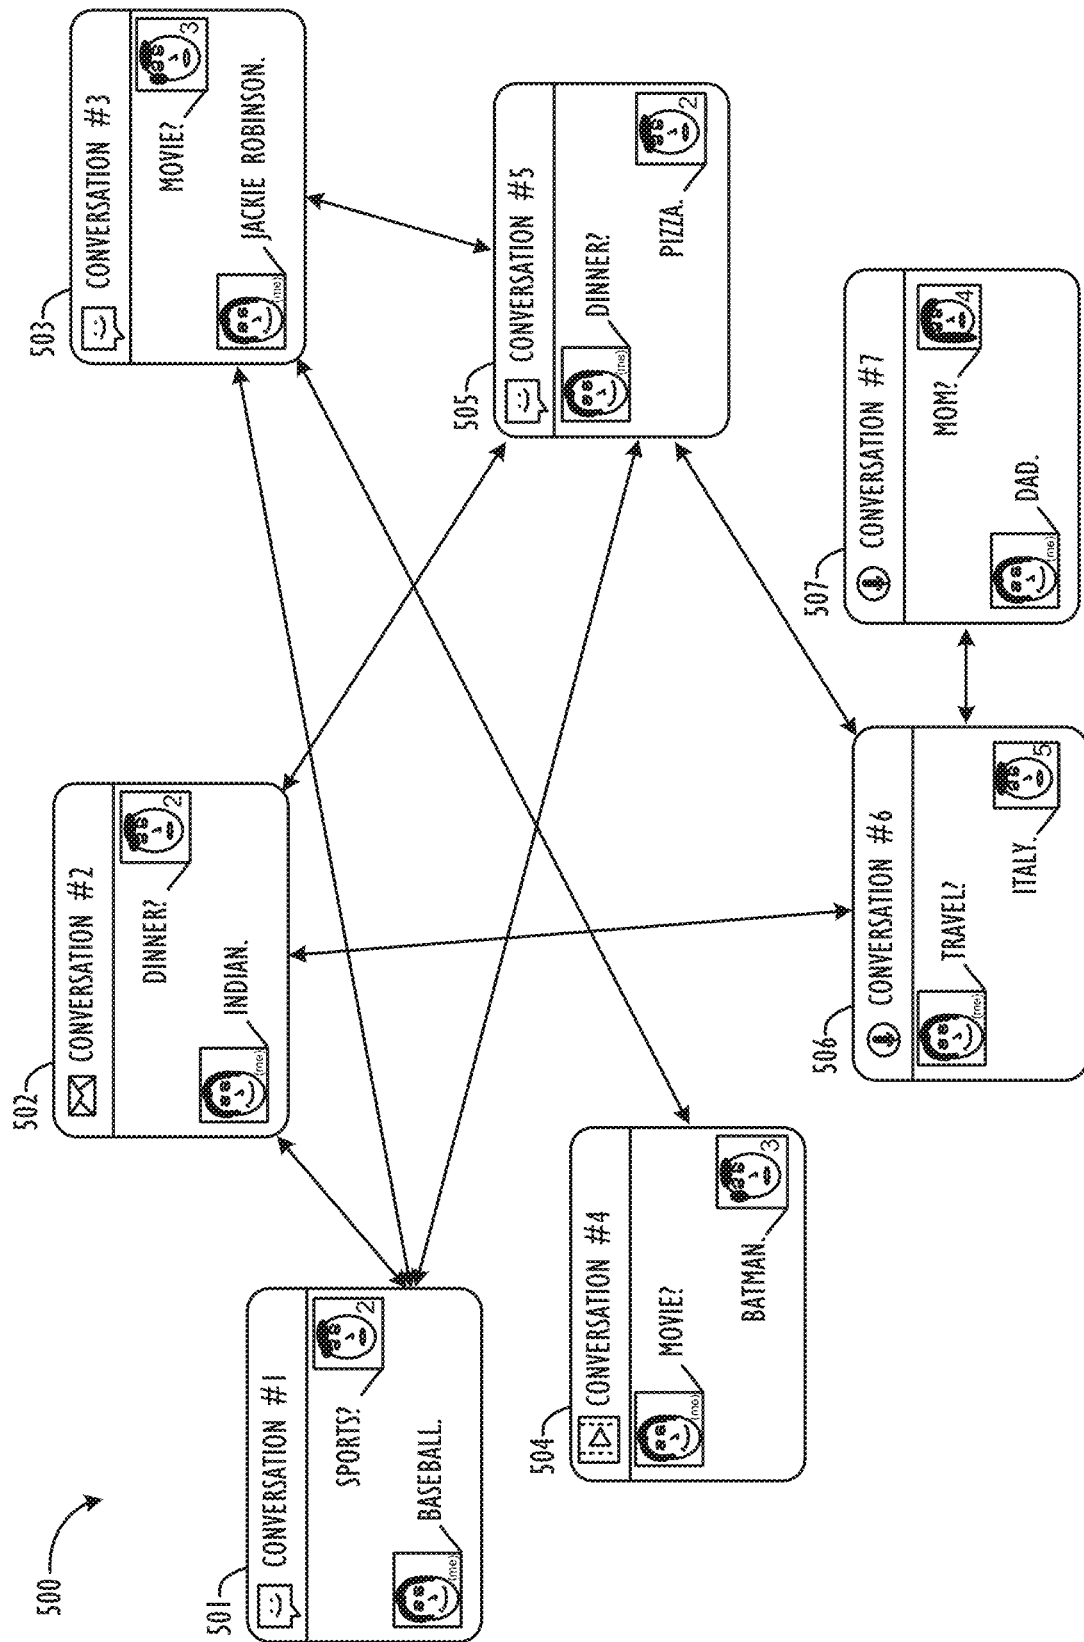 500
501
CONVERSATION #1
SPORTS?
2
BASEBALL.
(me)
502
CONVERSATION #2
DINNER?
2
INDIAN.
(me)
503
CONVERSATION #3
MOVIE?
3
JACKE ROBINSON.
(me)
504
CONVERSATION #4
MOVIE?
(me)
BATMAN.
3
505
CONVERSATION #5
DINNER?
(me)
PIZZA.
2
506
CONVERSATION #6
TRAVEL?
(me)
ITALY.
5
507
CONVERSATION #7
MOM?
4
DAD.
(me)